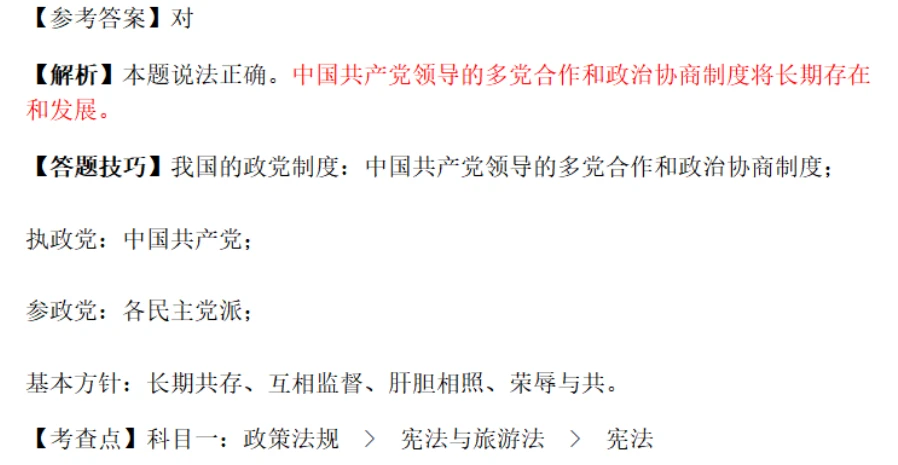 【参考答案】对
【解析】本题说法正确。中国共产党领导的多党合作和政治协商制度将长期存在
和发展。
【答题技巧】我国的政党制度：中国共产党领导的多党合作和政治协商制度；
执政党：中国共产党；
参政党：各民主党派；
基本方针：长期共存、互相监督、肝胆相照、荣辱与共。
【考查点】科目一：政策法规 > 宪法与旅游法 > 宪法